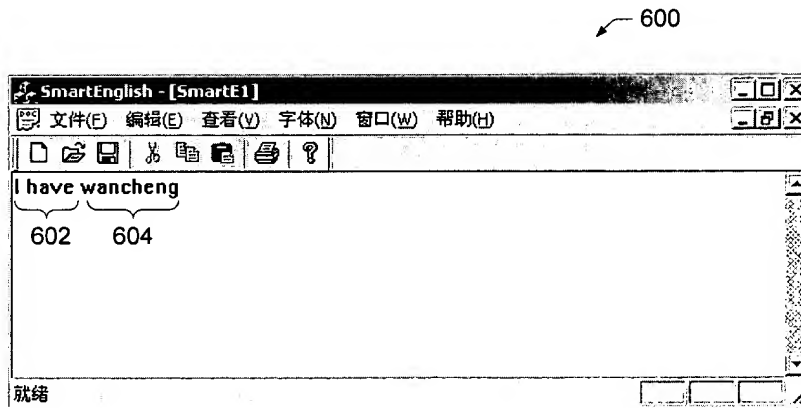 600
SmartEnglish - [SmartE1]
文件(F) 编辑(E) 查看(V) 字体(N) 窗口(W) 帮助(H)
I have wancheng
602 604
就绪